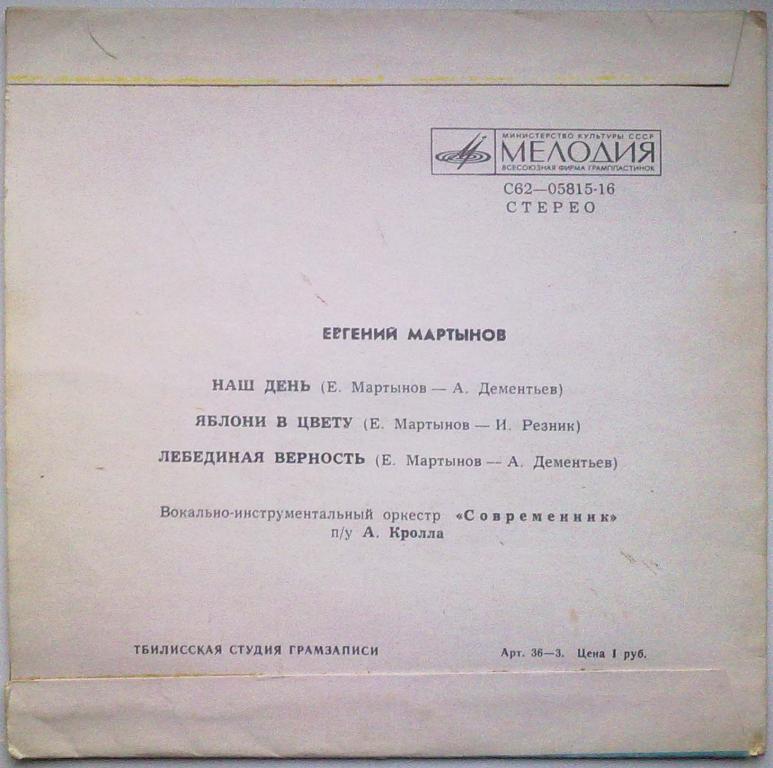 МИНИСТЕРСТВО КУЛЬТУРЫ СССР
МЕЛОДИЯ
ВСЕСОЮЗНАЯ ФИРМА ГРАМПЛАСТИНОК
С62—05815-16
СТЕРЕО
ЕВГЕНИЙ МАРТЫНОВ
НАШ ДЕНЬ (Е. Мартынов — А. Дементьев)
ЯБЛОНИ В ЦВЕТУ (Е. Мартынов — И. Резник)
ЛЕБЕДИНАЯ ВЕРНОСТЬ (Е. Мартынов — А. Дементьев)
Вокально-инструментальный оркестр «Современник»
п/у А. Кролла
ТБИЛИССКАЯ СТУДИЯ ГРАМЗАПИСИ Арт. 36—3. Цена 1 руб.